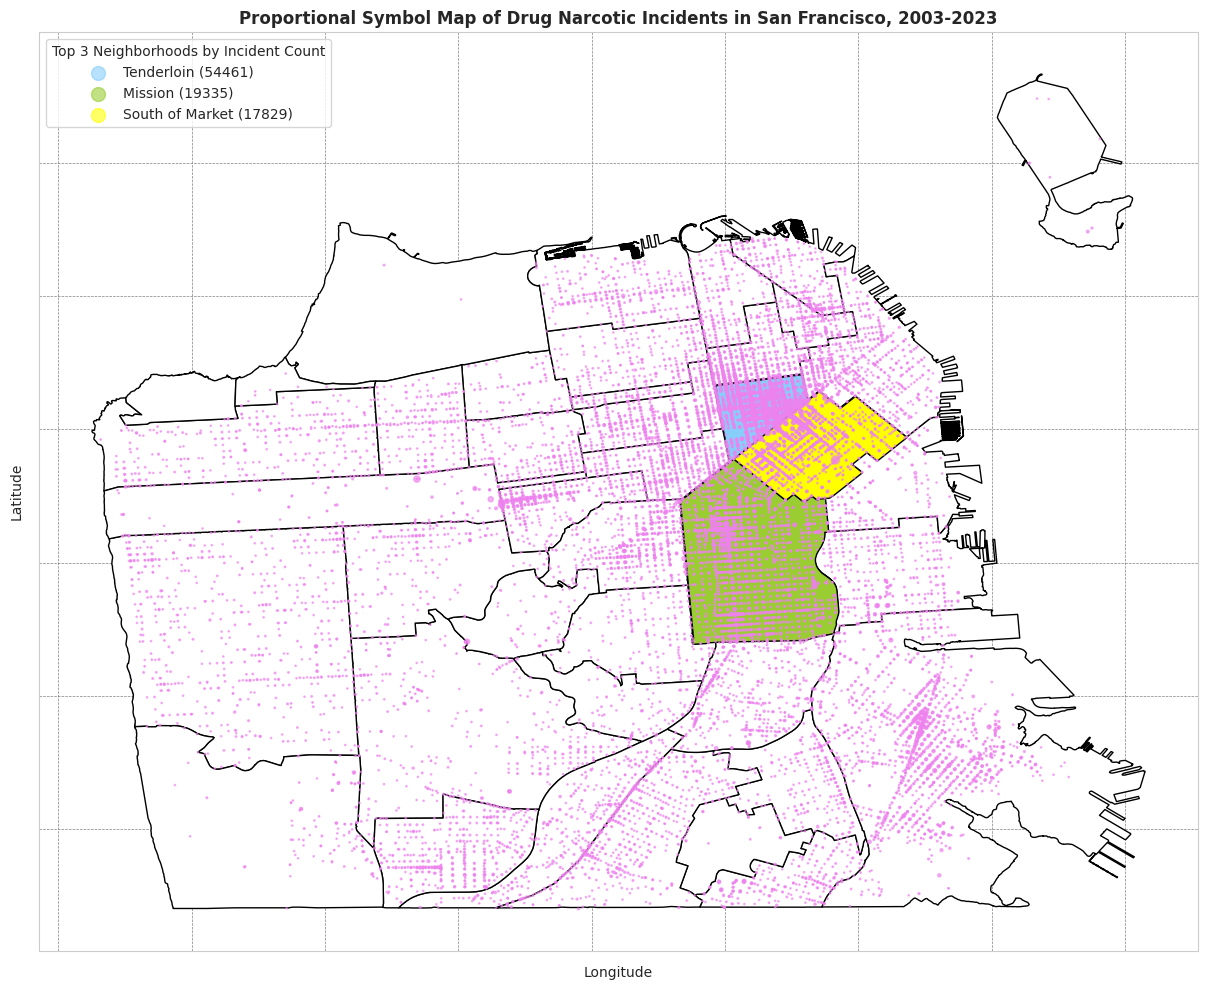 Proportional Symbol Map of Drug Narcotic Incidents in San Francisco, 2003-2023
Top 3 Neighborhoods by Incident Count
Tenderloin (54461)
Mission (19335)
South of Market (17829)
Latitude
Longitude